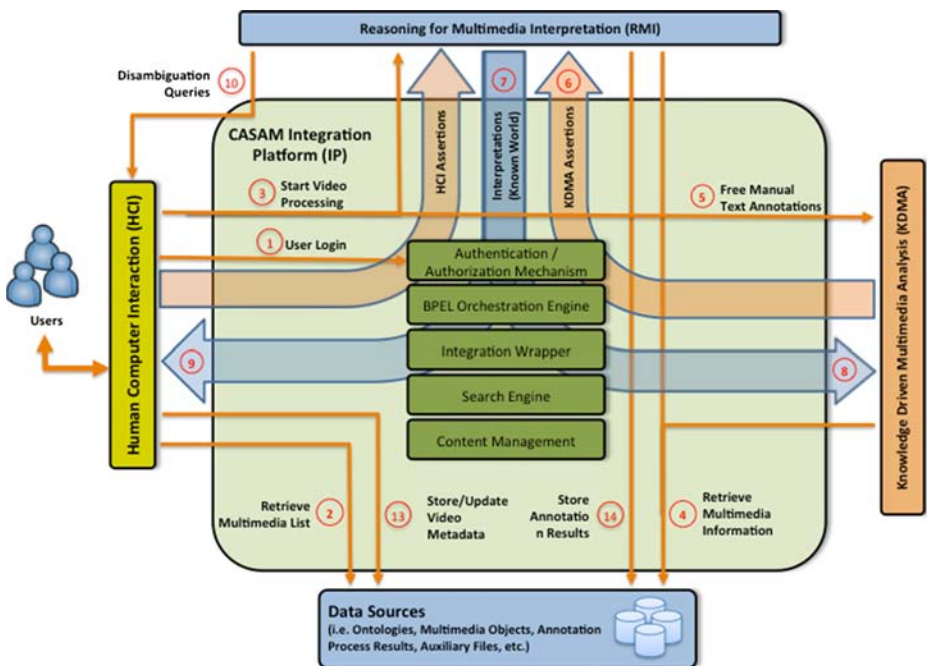 Reasoning for Multimedia Interpretation (RMI)
Disambiguation
Queries
10
7
6
CASAM Integration
Platform (IP)
HCI Assertions
Interpretations
(Known World)
KDMA Assertions
3
Start Video
Processing
5
Free Manual
Text Annotations
1
User Login
Users
Human Computer Interaction (HCI)
Authentication /
Authorization Mechanism
BPEL Orchestration Engine
Integration Wrapper
Search Engine
Content Management
9
8
Knowledge Driven Multimedia Analysis (KDMA)
Retrieve
Multimedia List
2
13
Store/Update
Video
Metadata
Store
Annotatio
n Results
14
4
Retrieve
Multimedia
Information
Data Sources
(i.e. Ontologies, Multimedia Objects, Annotation
Process Results, Auxiliary Files, etc.)